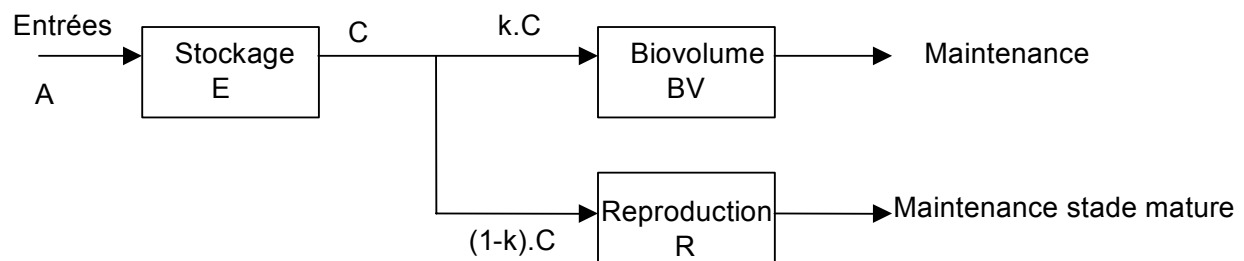 Entrées
A
Stockage
E
C
k.C
Biovolume
BV
Maintenance
(1-k).C
Reproduction
R
Maintenance stade mature